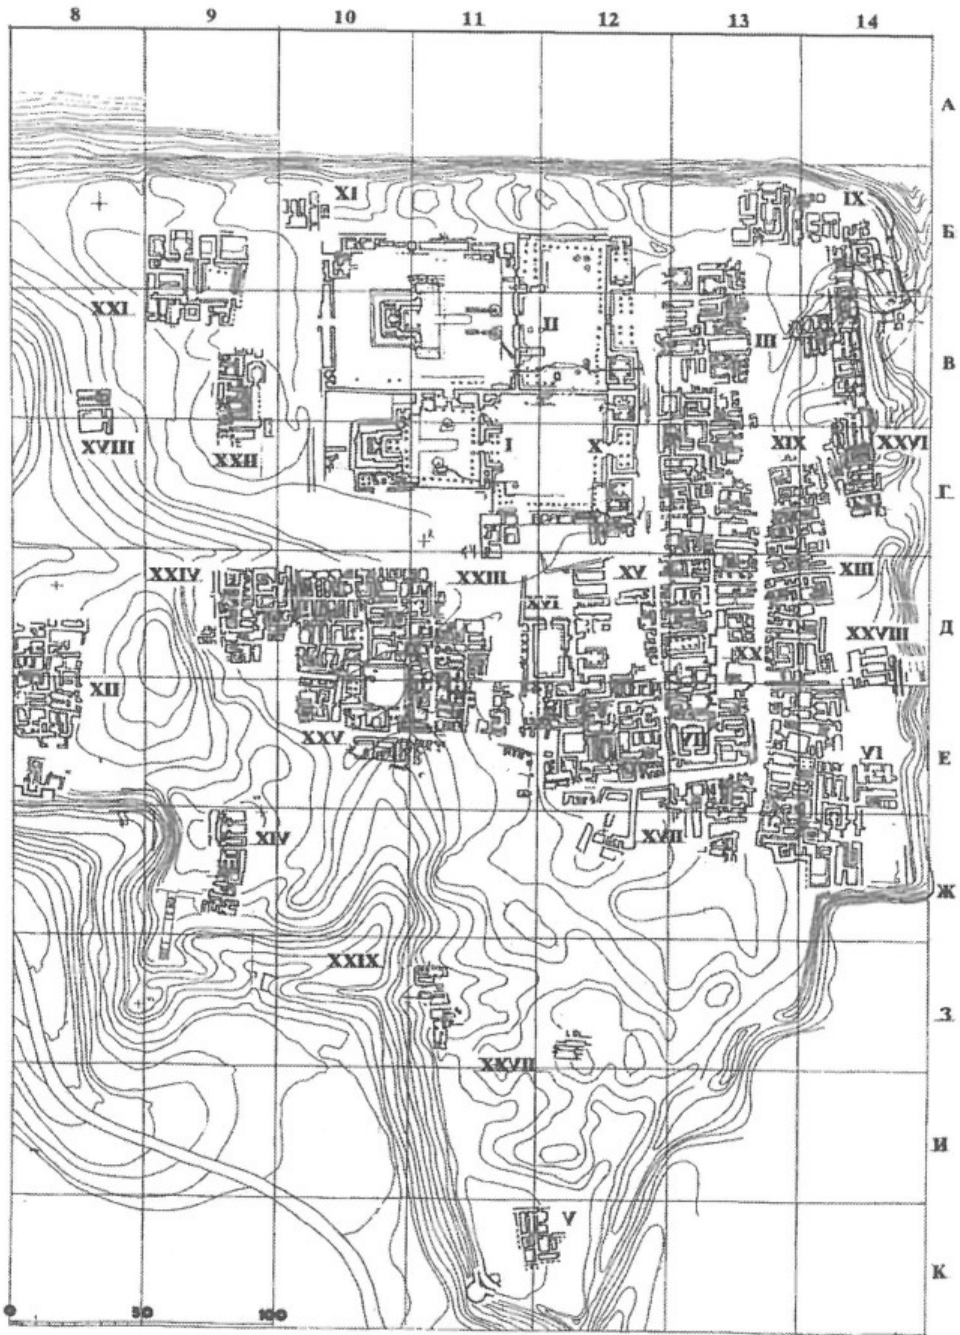 8 9 10 11 12 13 14
А
XI IX
Б
XXI II III
В
XVIII XXII I X XIX XXVI
Г
XXIV XXIII XV XIII
XVI
Д
XXVIII
XX
XII
XXV VI VI
Е
XIV XVII
Ж
XXIX
З
XXVII
И
V
К
0 50 100